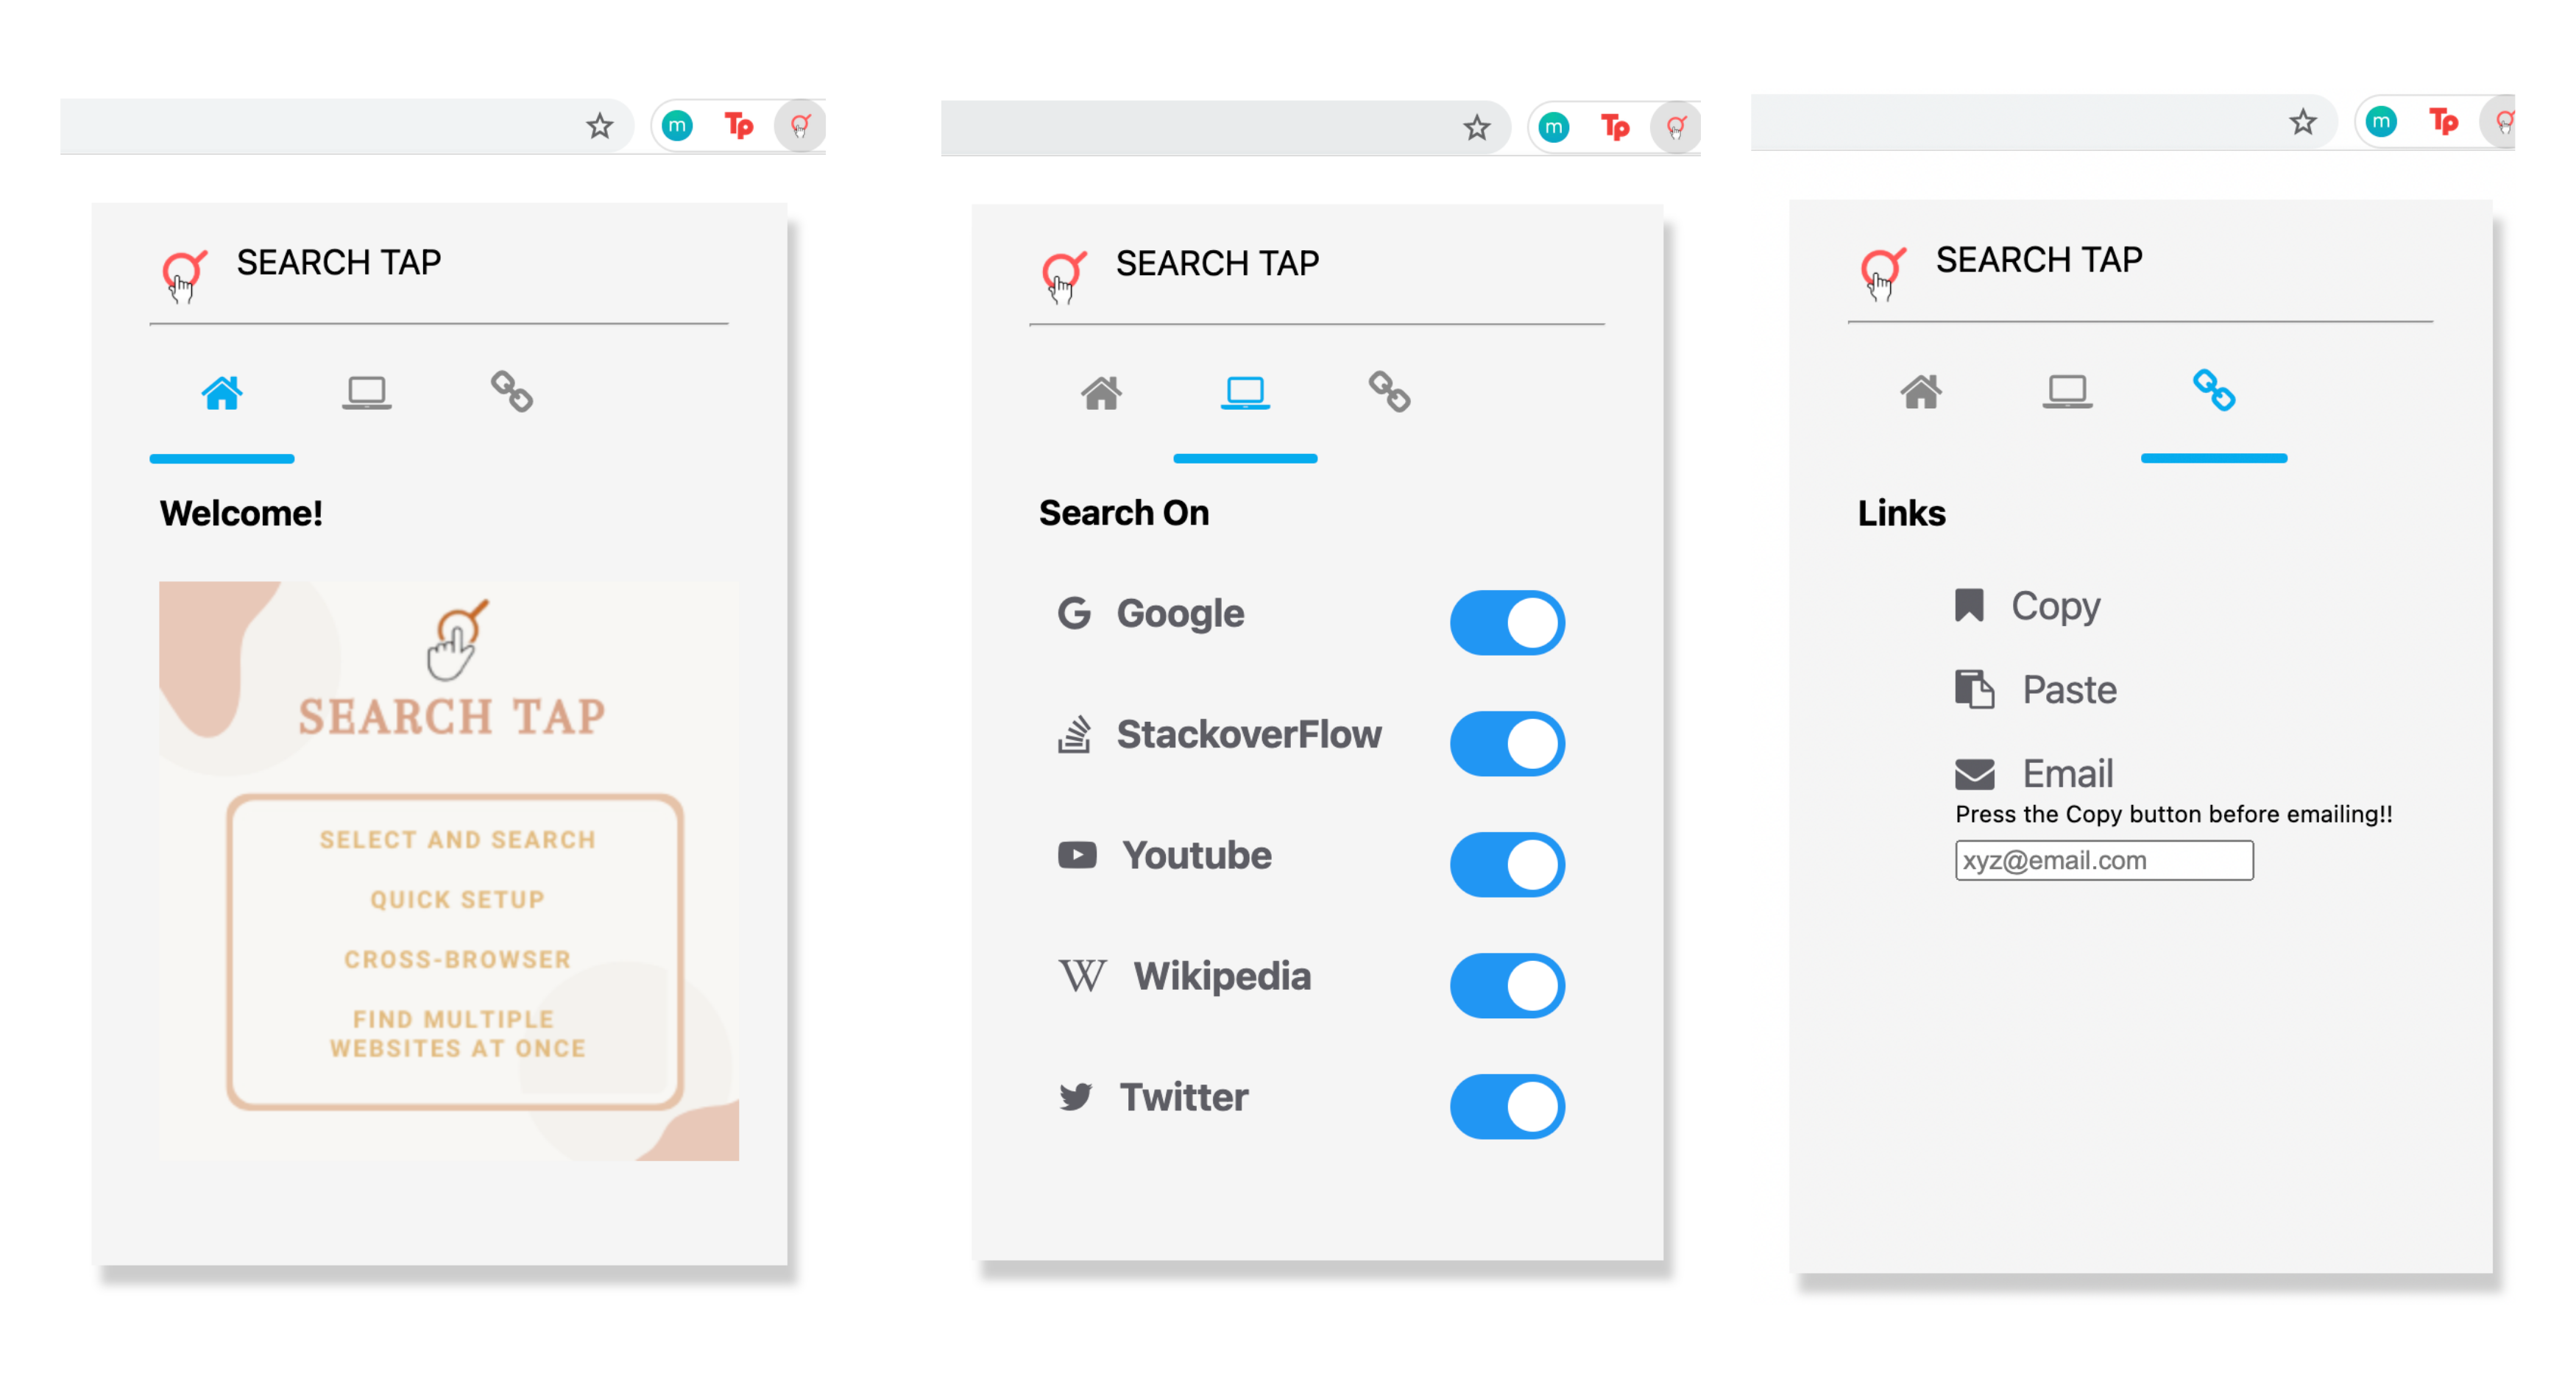 m Tp
SEARCH TAP
Welcome!
SEARCH TAP
SELECT AND SEARCH
QUICK SETUP
CROSS-BROWSER
FIND MULTIPLE
WEBSITES AT ONCE
m Tp
SEARCH TAP
Search On
G Google
StackoverFlow
Youtube
W Wikipedia
Twitter
m Tp
SEARCH TAP
Links
Copy
Paste
Email
Press the Copy button before emailing!!
xyz@email.com